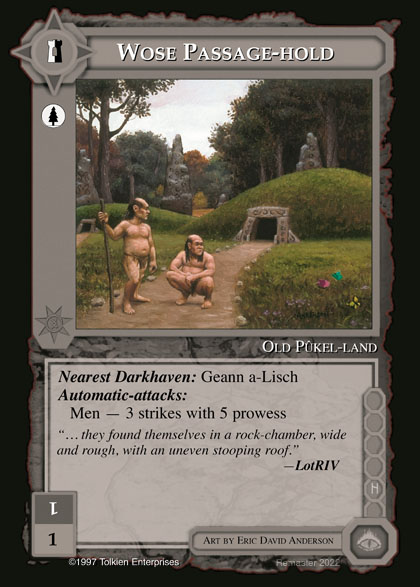 WOSE PASSAGE-HOLD
OLD PÛKEL-LAND
Nearest Darkhaven: Geann a-Lisch
Automatic-attacks:
Men — 3 strikes with 5 prowess
“… they found themselves in a rock-chamber, wide
and rough, with an uneven stooping roof.”
–LotRIV
H
1
1
ART BY ERIC DAVID ANDERSON
©1997 Tolkien Enterprises
Remaster 2022